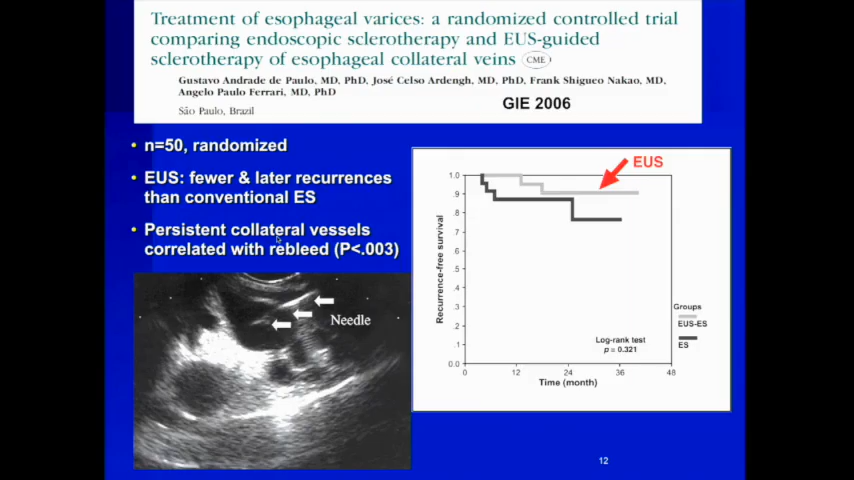 Treatment of esophageal varices: a randomized controlled trial
comparing endoscopic sclerotherapy and EUS-guided
sclerotherapy of esophageal collateral veins CME
Gustavo Andrade de Paulo, MD, PhD, José Celso Ardengh, MD, PhD, Frank Shigueo Nakao, MD,
Angelo Paulo Ferrari, MD, PhD
São Paulo, Brazil
GIE 2006
• n=50, randomized
• EUS: fewer & later recurrences
than conventional ES
• Persistent collateral vessels
correlated with rebleed (P<.003)
Needle
EUS
Recurrence-free survival
1.0
.9
.8
.7
.6
.5
.4
.3
.2
.1
0.0
0 12 24 36 48
Time (month)
Log-rank test
p = 0.321
Groups
EUS-ES
ES
12